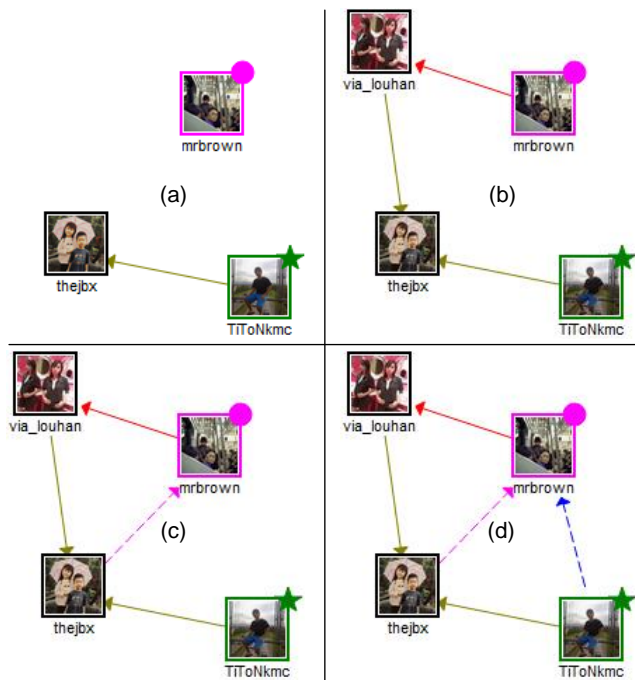 mrbrown
(a)
thejbx
TiToNkmc
via_louhan
mrbrown
(b)
thejbx
TiToNkmc
via_louhan
mrbrown
(c)
thejbx
TiToNkmc
via_louhan
mrbrown
(d)
thejbx
TiToNkmc